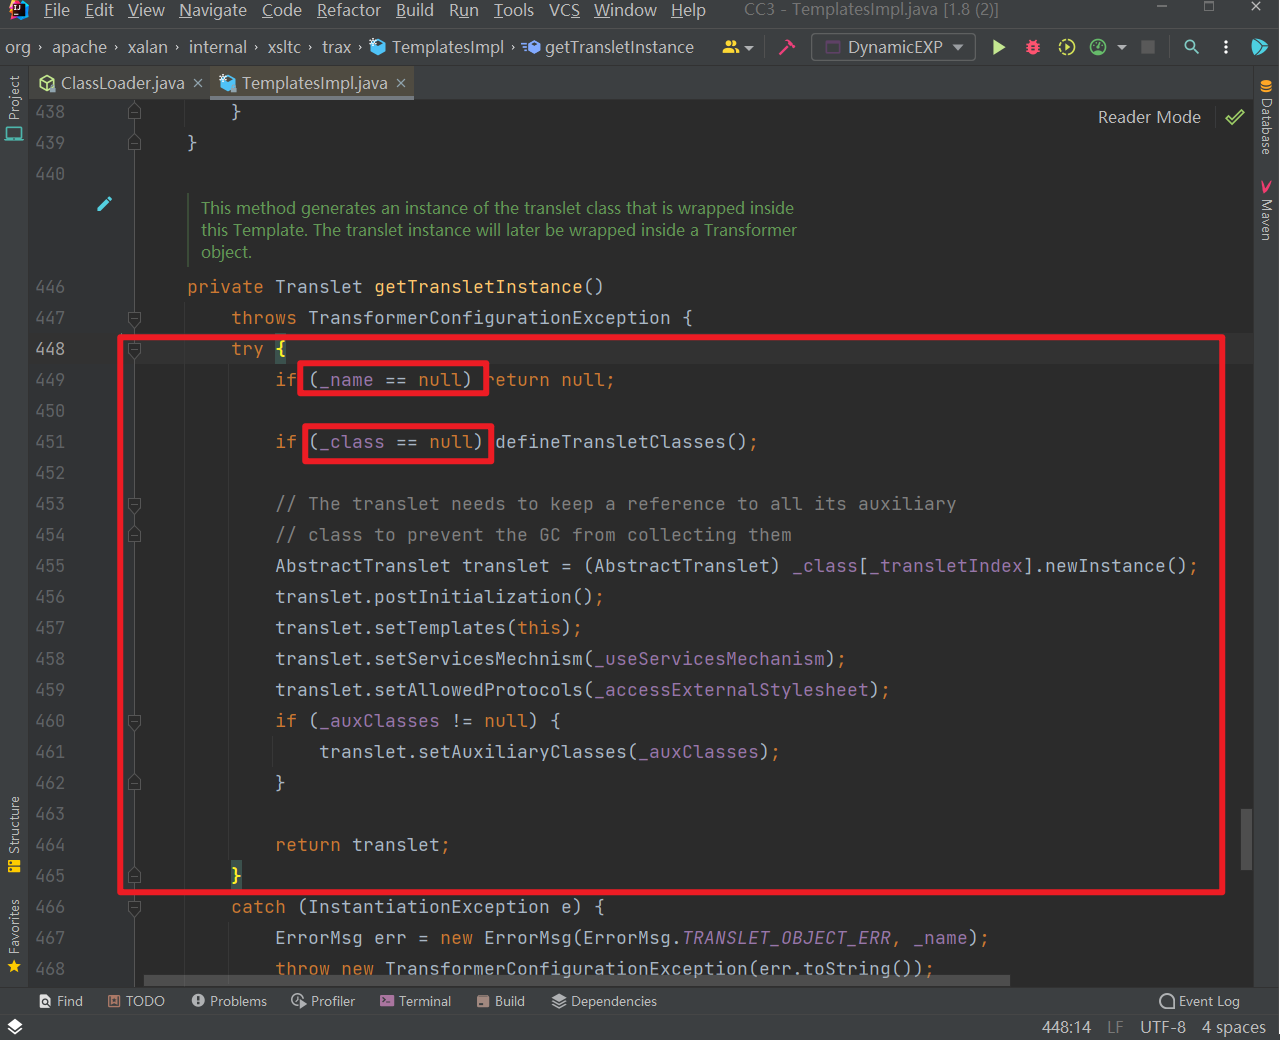 File Edit View Navigate Code Refactor Build Run Tools VCS Window Help CC3 - TemplatesImpl.java [1.8 (2)]
org › apache › xalan › internal › xsltc › trax › TemplatesImpl › getTransletInstance DynamicEXP
ClassLoader.java × TemplatesImpl.java ×
Project
Structure
Favorites
Database
Maven
Reader Mode
438 }
439 }
440
This method generates an instance of the translet class that is wrapped inside
this Template. The translet instance will later be wrapped inside a Transformer
object.
446 private Translet getTransletInstance()
447 throws TransformerConfigurationException {
448 try {
449 if (_name == null) return null;
450
451 if (_class == null) defineTransletClasses();
452
453 // The translet needs to keep a reference to all its auxiliary
454 // class to prevent the GC from collecting them
455 AbstractTranslet translet = (AbstractTranslet) _class[_transletIndex].newInstance();
456 translet.postInitialization();
457 translet.setTemplates(this);
458 translet.setServicesMechnism(_useServicesMechanism);
459 translet.setAllowedProtocols(_accessExternalStylesheet);
460 if (_auxClasses != null) {
461 translet.setAuxiliaryClasses(_auxClasses);
462 }
463
464 return translet;
465 }
466 catch (InstantiationException e) {
467 ErrorMsg err = new ErrorMsg(ErrorMsg.TRANSLET_OBJECT_ERR, _name);
468 throw new TransformerConfigurationException(err.toString());
Find TODO Problems Profiler Terminal Build Dependencies Event Log
448:14 LF UTF-8 4 spaces